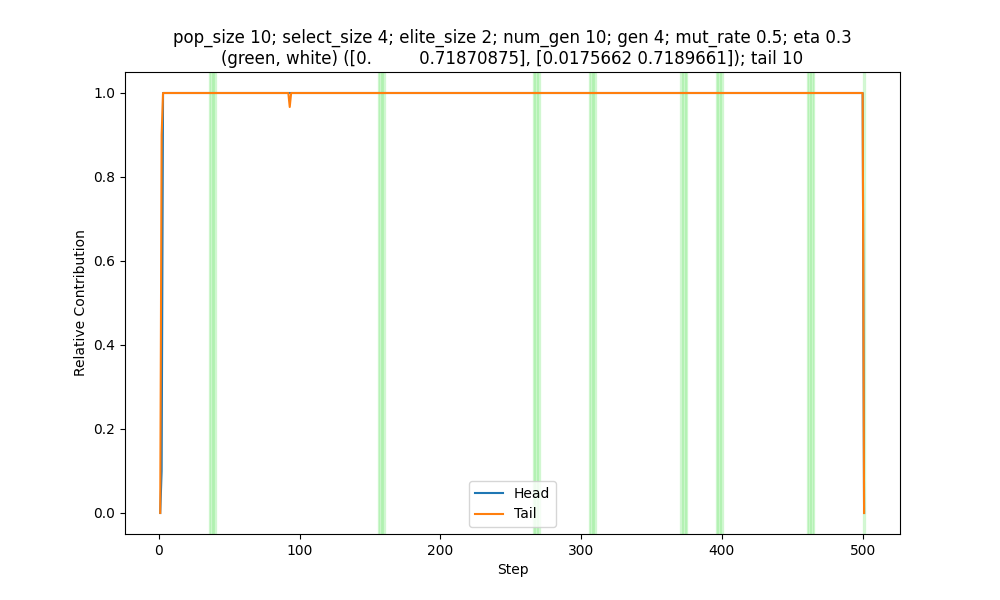 pop_size 10; select_size 4; elite_size 2; num_gen 10; gen 4; mut_rate 0.5; eta 0.3
(green, white) ([0.          0.71870875], [0.0175662 0.7189661]); tail 10
1.0
0.8
0.6
0.4
0.2
0.0
Relative Contribution
Head
Tail
0
100
200
300
400
500
Step